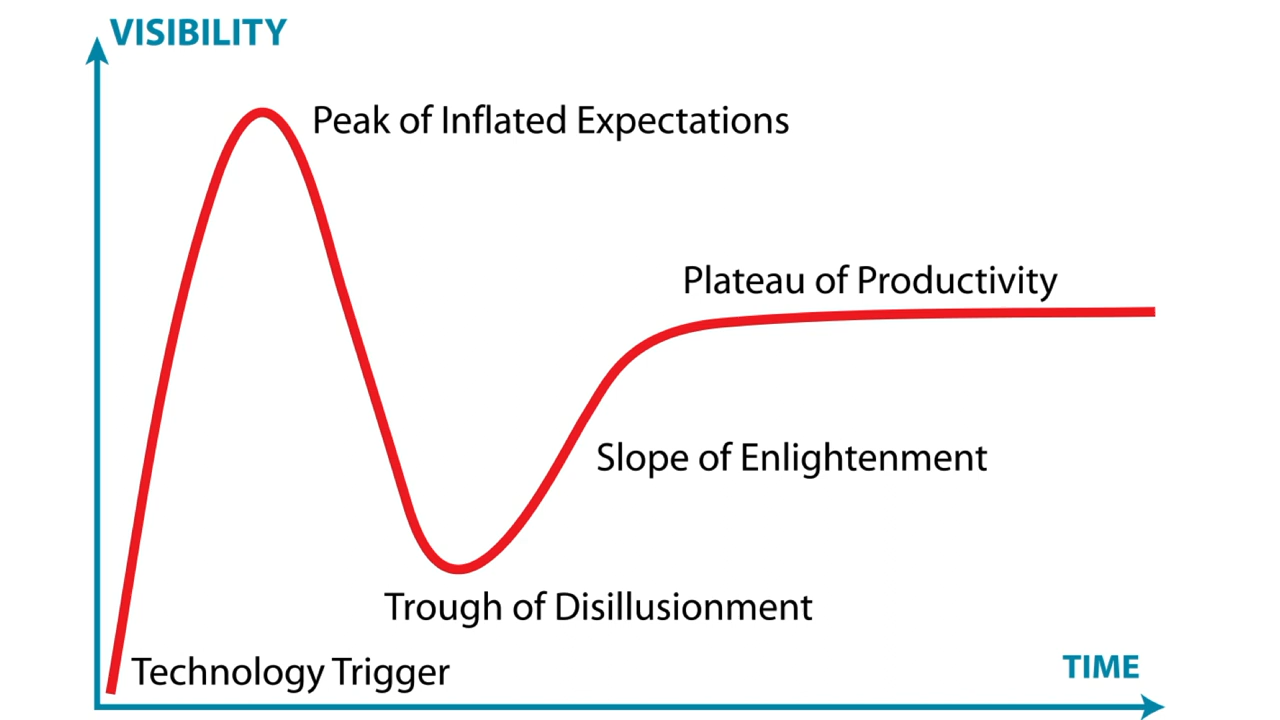 VISIBILITY
Peak of Inflated Expectations
Plateau of Productivity
Slope of Enlightenment
Trough of Disillusionment
Technology Trigger
TIME